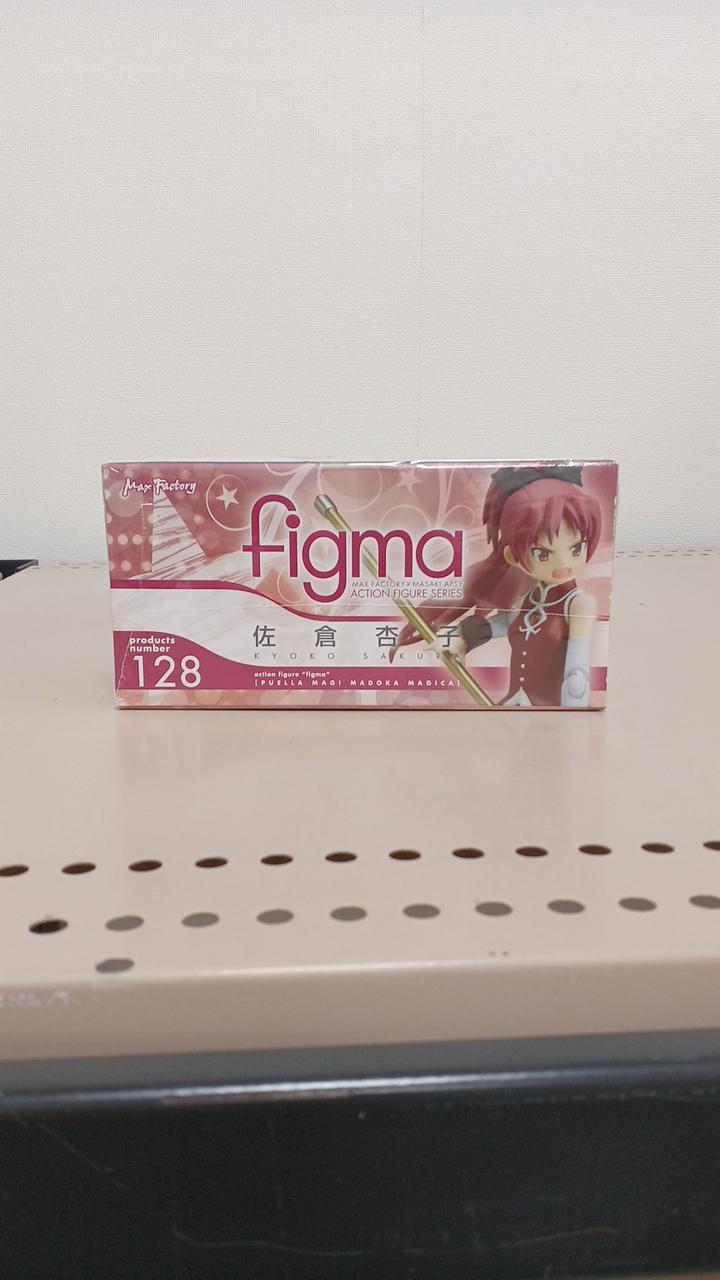 Max Factory
figma
MAX FACTORY × MASAKI APSY
ACTION FIGURE SERIES
佐倉杏子
KYOKO SAKURA
products
number
128
action figure "figma"
[PUELLA MAGI MADOKA MAGICA]